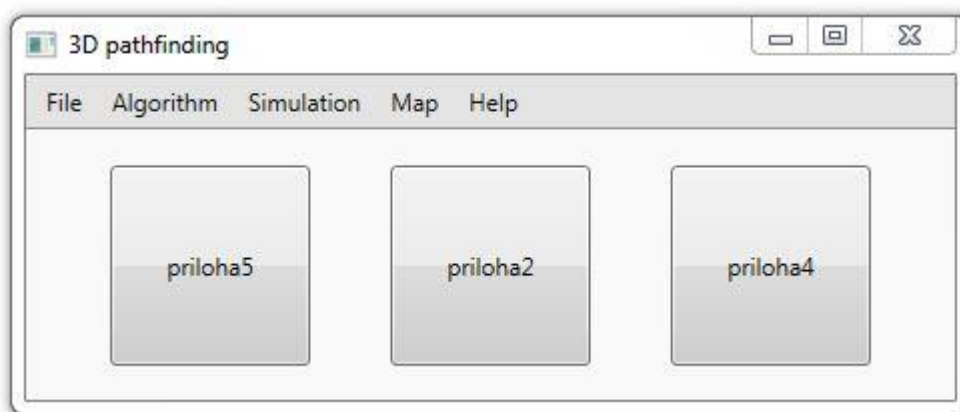 3D pathfinding
File Algorithm Simulation Map Help
priloha5 priloha2 priloha4